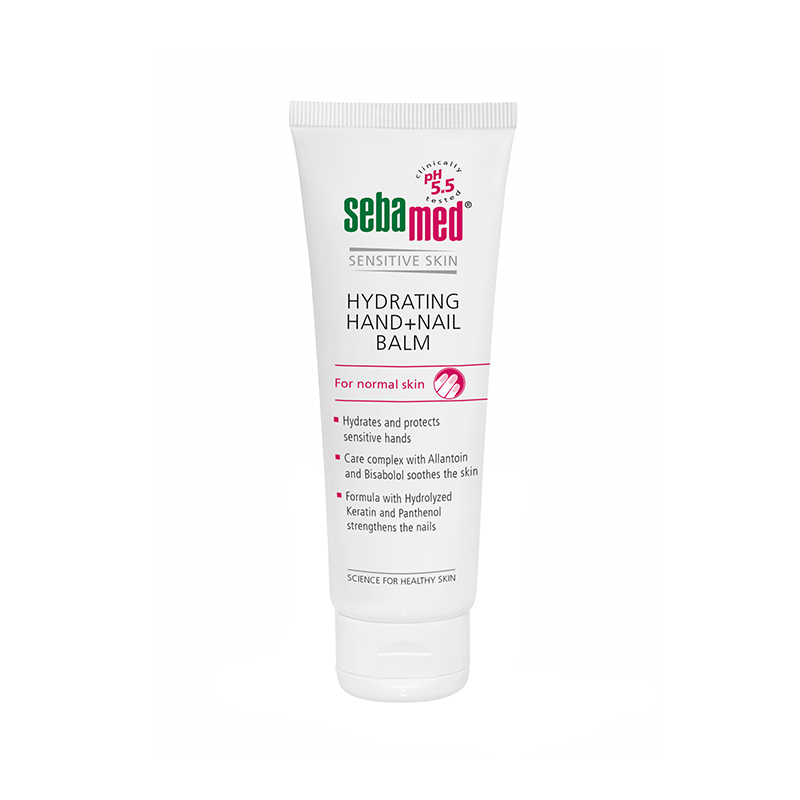 clinically
pH
5.5
tested
sebamed®
SENSITIVE SKIN
HYDRATING
HAND+NAIL
BALM
For normal skin
▪ Hydrates and protects
sensitive hands
▪ Care complex with Allantoin
and Bisabolol soothes the skin
▪ Formula with Hydrolyzed
Keratin and Panthenol
strengthens the nails
SCIENCE FOR HEALTHY SKIN